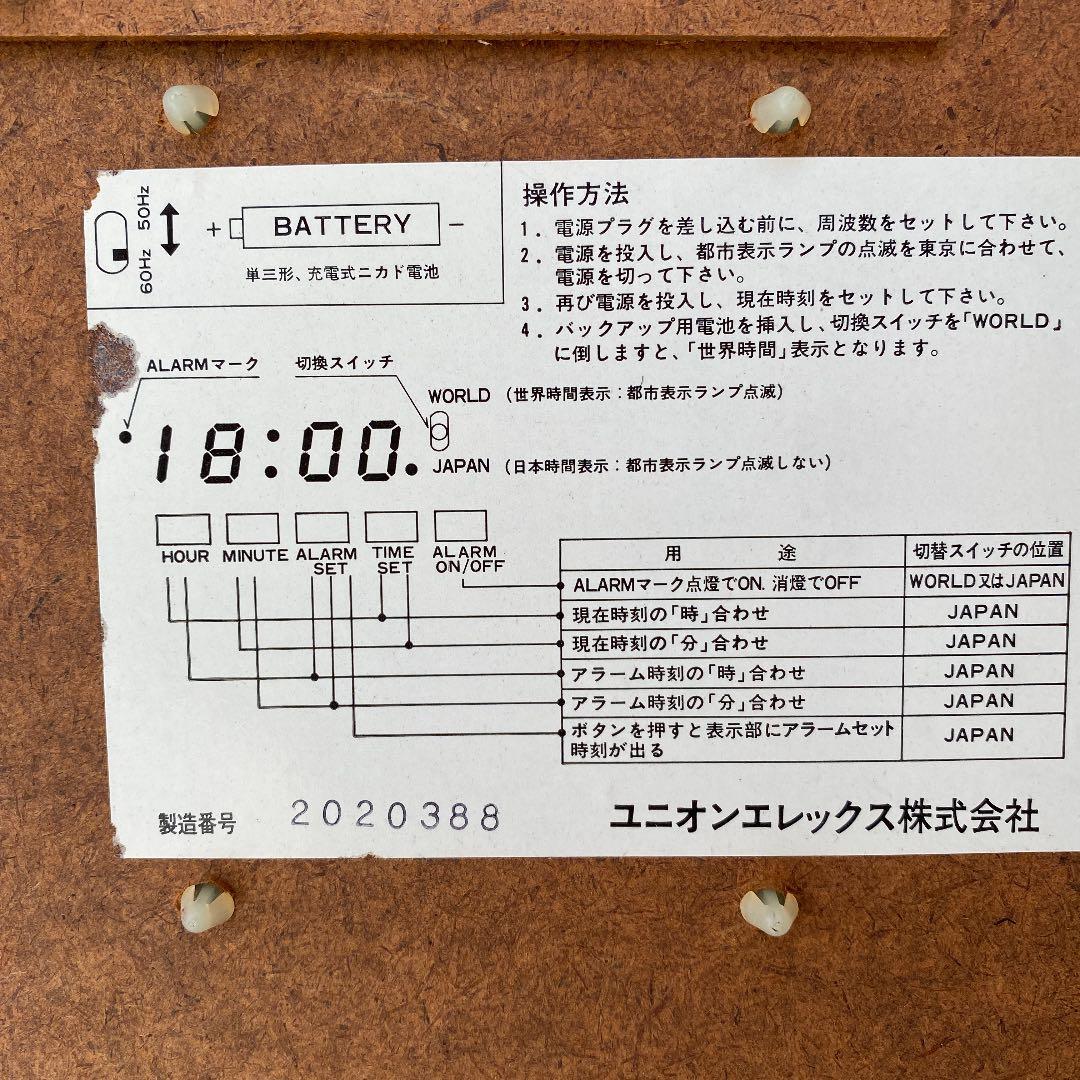 50Hz
60Hz
+ BATTERY −
単三形、充電式ニカド電池
操作方法
1. 電源プラグを差し込む前に、周波数をセットして下さい。
2. 電源を投入し、都市表示ランプの点滅を東京に合わせて、
電源を切って下さい。
3. 再び電源を投入し、現在時刻をセットして下さい。
4. バックアップ用電池を挿入し、切換スイッチを「WORLD」
に倒しますと、「世界時間」表示となります。
ALARMマーク
切換スイッチ
WORLD (世界時間表示：都市表示ランプ点滅)
18:00.
JAPAN (日本時間表示：都市表示ランプ点滅しない)
HOUR
MINUTE
ALARM
SET
TIME
SET
ALARM
ON/OFF
用途 切替スイッチの位置
ALARMマーク点燈でON. 消燈でOFF WORLD又はJAPAN
現在時刻の「時」合わせ JAPAN
現在時刻の「分」合わせ JAPAN
アラーム時刻の「時」合わせ JAPAN
アラーム時刻の「分」合わせ JAPAN
ボタンを押すと表示部にアラームセット JAPAN
時刻が出る
製造番号 2020388
ユニオンエレックス株式会社